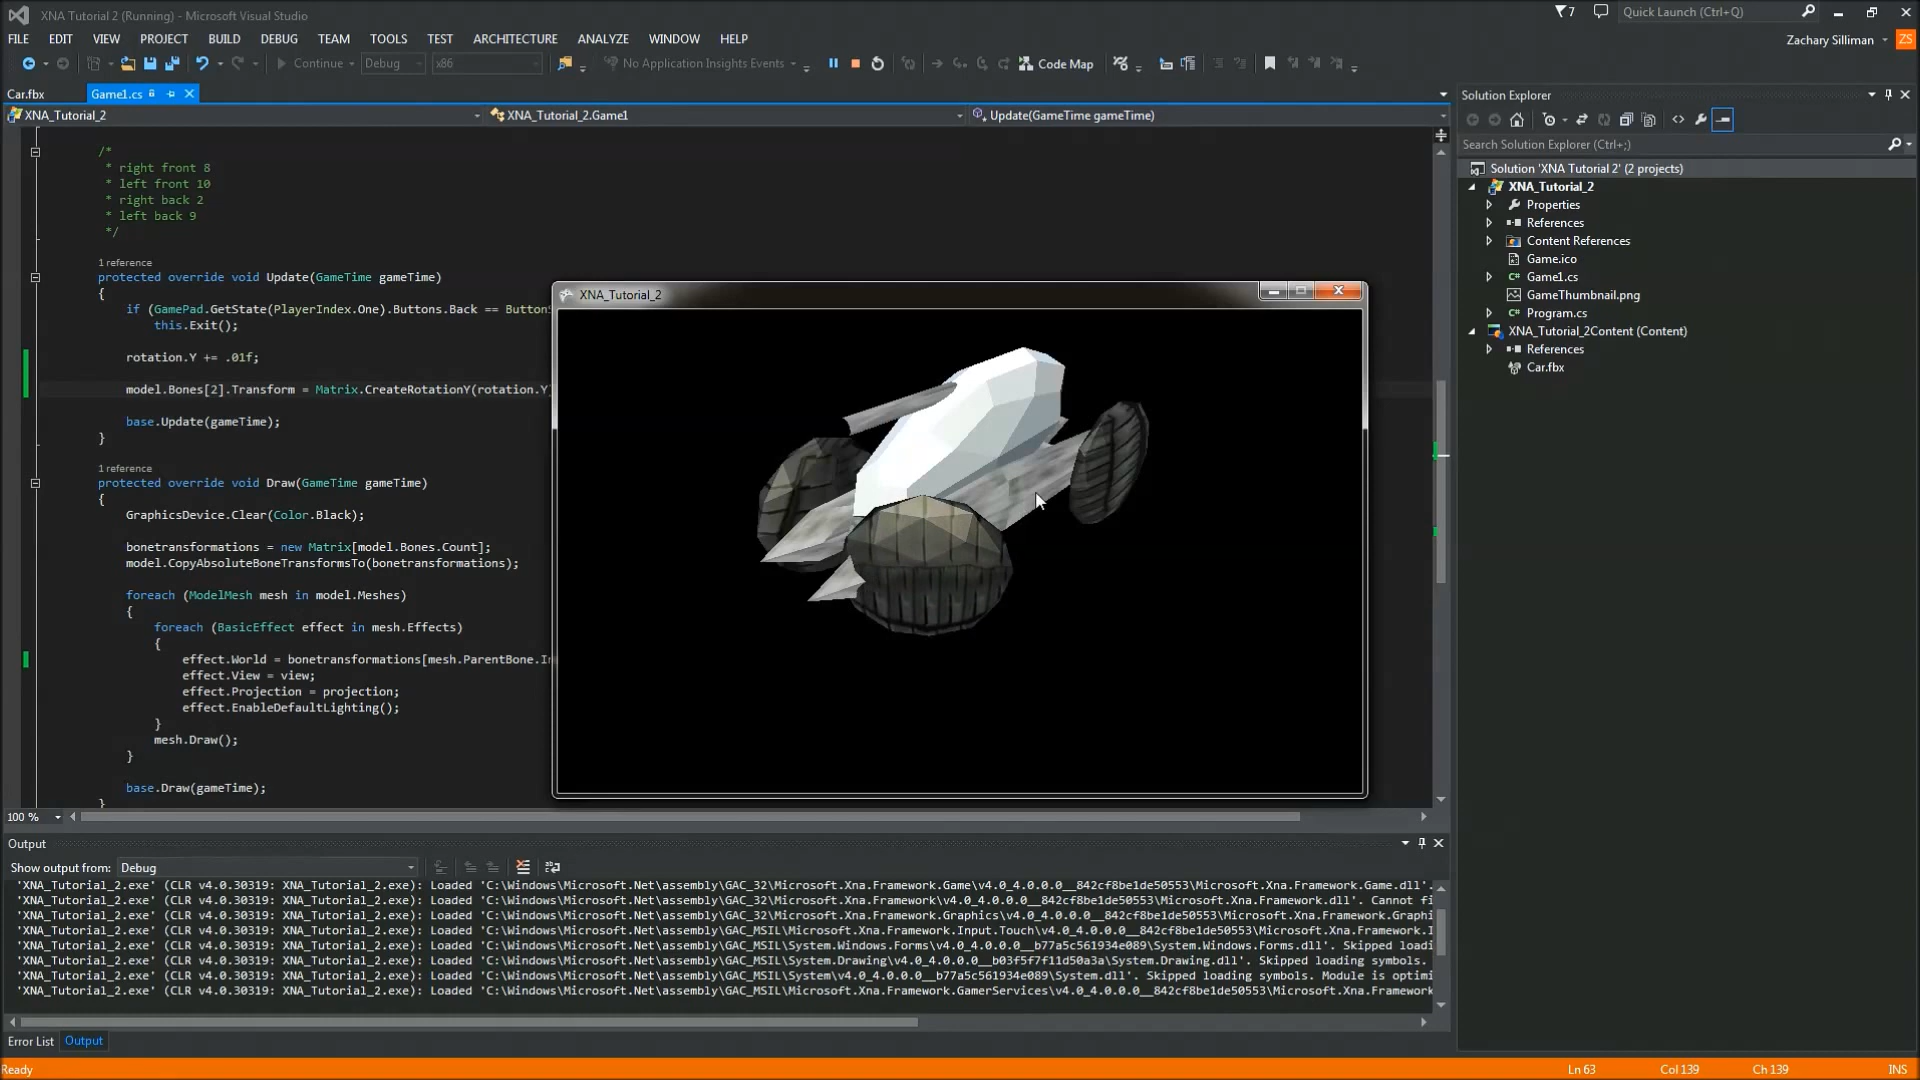 XNA Tutorial 2 (Running) - Microsoft Visual Studio
7
Quick Launch (Ctrl+Q)
FILE EDIT VIEW PROJECT BUILD DEBUG TEAM TOOLS TEST ARCHITECTURE ANALYZE WINDOW HELP
Zachary Silliman ZS
Continue Debug x86 No Application Insights Events Code Map
Car.fbx Game1.cs
XNA_Tutorial_2 XNA_Tutorial_2.Game1 Update(GameTime gameTime)
/*
* right front 8
* left front 10
* right back 2
* left back 9
*/
1 reference
protected override void Update(GameTime gameTime)
{
if (GamePad.GetState(PlayerIndex.One).Buttons.Back == Button
this.Exit();
rotation.Y += .01f;
model.Bones[2].Transform = Matrix.CreateRotationY(rotation.Y)
base.Update(gameTime);
}
1 reference
protected override void Draw(GameTime gameTime)
{
GraphicsDevice.Clear(Color.Black);
bonetransformations = new Matrix[model.Bones.Count];
model.CopyAbsoluteBoneTransformsTo(bonetransformations);
foreach (ModelMesh mesh in model.Meshes)
{
foreach (BasicEffect effect in mesh.Effects)
{
effect.World = bonetransformations[mesh.ParentBone.In
effect.View = view;
effect.Projection = projection;
effect.EnableDefaultLighting();
}
mesh.Draw();
}
base.Draw(gameTime);
}
100 %
XNA_Tutorial_2
Solution Explorer
Search Solution Explorer (Ctrl+;)
Solution 'XNA Tutorial 2' (2 projects)
XNA_Tutorial_2
Properties
References
Content References
Game.ico
C# Game1.cs
GameThumbnail.png
C# Program.cs
XNA_Tutorial_2Content (Content)
References
Car.fbx
Output
Show output from: Debug
'XNA_Tutorial_2.exe' (CLR v4.0.30319: XNA_Tutorial_2.exe): Loaded 'C:\Windows\Microsoft.Net\assembly\GAC_32\Microsoft.Xna.Framework.Game\v4.0_4.0.0.0__842cf8be1de50553\Microsoft.Xna.Framework.Game.dll'.
'XNA_Tutorial_2.exe' (CLR v4.0.30319: XNA_Tutorial_2.exe): Loaded 'C:\Windows\Microsoft.Net\assembly\GAC_32\Microsoft.Xna.Framework\v4.0_4.0.0.0__842cf8be1de50553\Microsoft.Xna.Framework.dll'. Cannot fi
'XNA_Tutorial_2.exe' (CLR v4.0.30319: XNA_Tutorial_2.exe): Loaded 'C:\Windows\Microsoft.Net\assembly\GAC_32\Microsoft.Xna.Framework.Graphics\v4.0_4.0.0.0__842cf8be1de50553\Microsoft.Xna.Framework.Graphi
'XNA_Tutorial_2.exe' (CLR v4.0.30319: XNA_Tutorial_2.exe): Loaded 'C:\Windows\Microsoft.Net\assembly\GAC_MSIL\Microsoft.Xna.Framework.Input.Touch\v4.0_4.0.0.0__842cf8be1de50553\Microsoft.Xna.Framework.I
'XNA_Tutorial_2.exe' (CLR v4.0.30319: XNA_Tutorial_2.exe): Loaded 'C:\Windows\Microsoft.Net\assembly\GAC_MSIL\System.Windows.Forms\v4.0_4.0.0.0__b77a5c561934e089\System.Windows.Forms.dll'. Skipped loadi
'XNA_Tutorial_2.exe' (CLR v4.0.30319: XNA_Tutorial_2.exe): Loaded 'C:\Windows\Microsoft.Net\assembly\GAC_MSIL\System.Drawing\v4.0_4.0.0.0__b03f5f7f11d50a3a\System.Drawing.dll'. Skipped loading symbols.
'XNA_Tutorial_2.exe' (CLR v4.0.30319: XNA_Tutorial_2.exe): Loaded 'C:\Windows\Microsoft.Net\assembly\GAC_MSIL\System\v4.0_4.0.0.0__b77a5c561934e089\System.dll'. Skipped loading symbols. Module is optimi
'XNA_Tutorial_2.exe' (CLR v4.0.30319: XNA_Tutorial_2.exe): Loaded 'C:\Windows\Microsoft.Net\assembly\GAC_MSIL\Microsoft.Xna.Framework.GamerServices\v4.0_4.0.0.0__842cf8be1de50553\Microsoft.Xna.Framework
Error List Output
Ready Ln 63 Col 139 Ch 139 INS